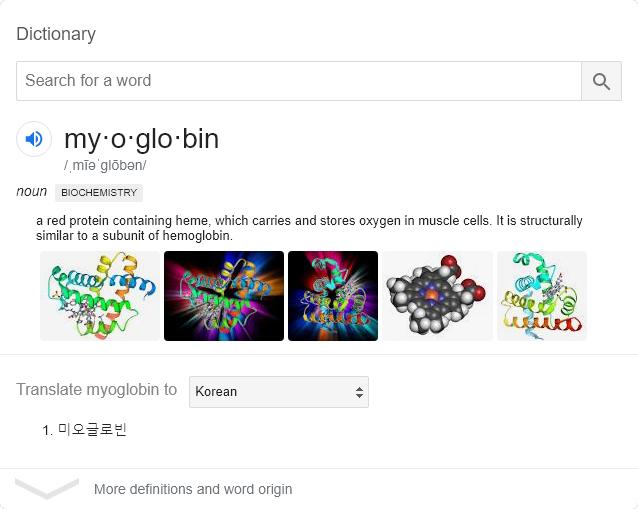 Dictionary
Search for a word
my·o·glo·bin
/ˌmīəˈɡlōbən/
noun BIOCHEMISTRY
a red protein containing heme, which carries and stores oxygen in muscle cells. It is structurally
similar to a subunit of hemoglobin.
Translate myoglobin to Korean
1. 미오글로빈
More definitions and word origin